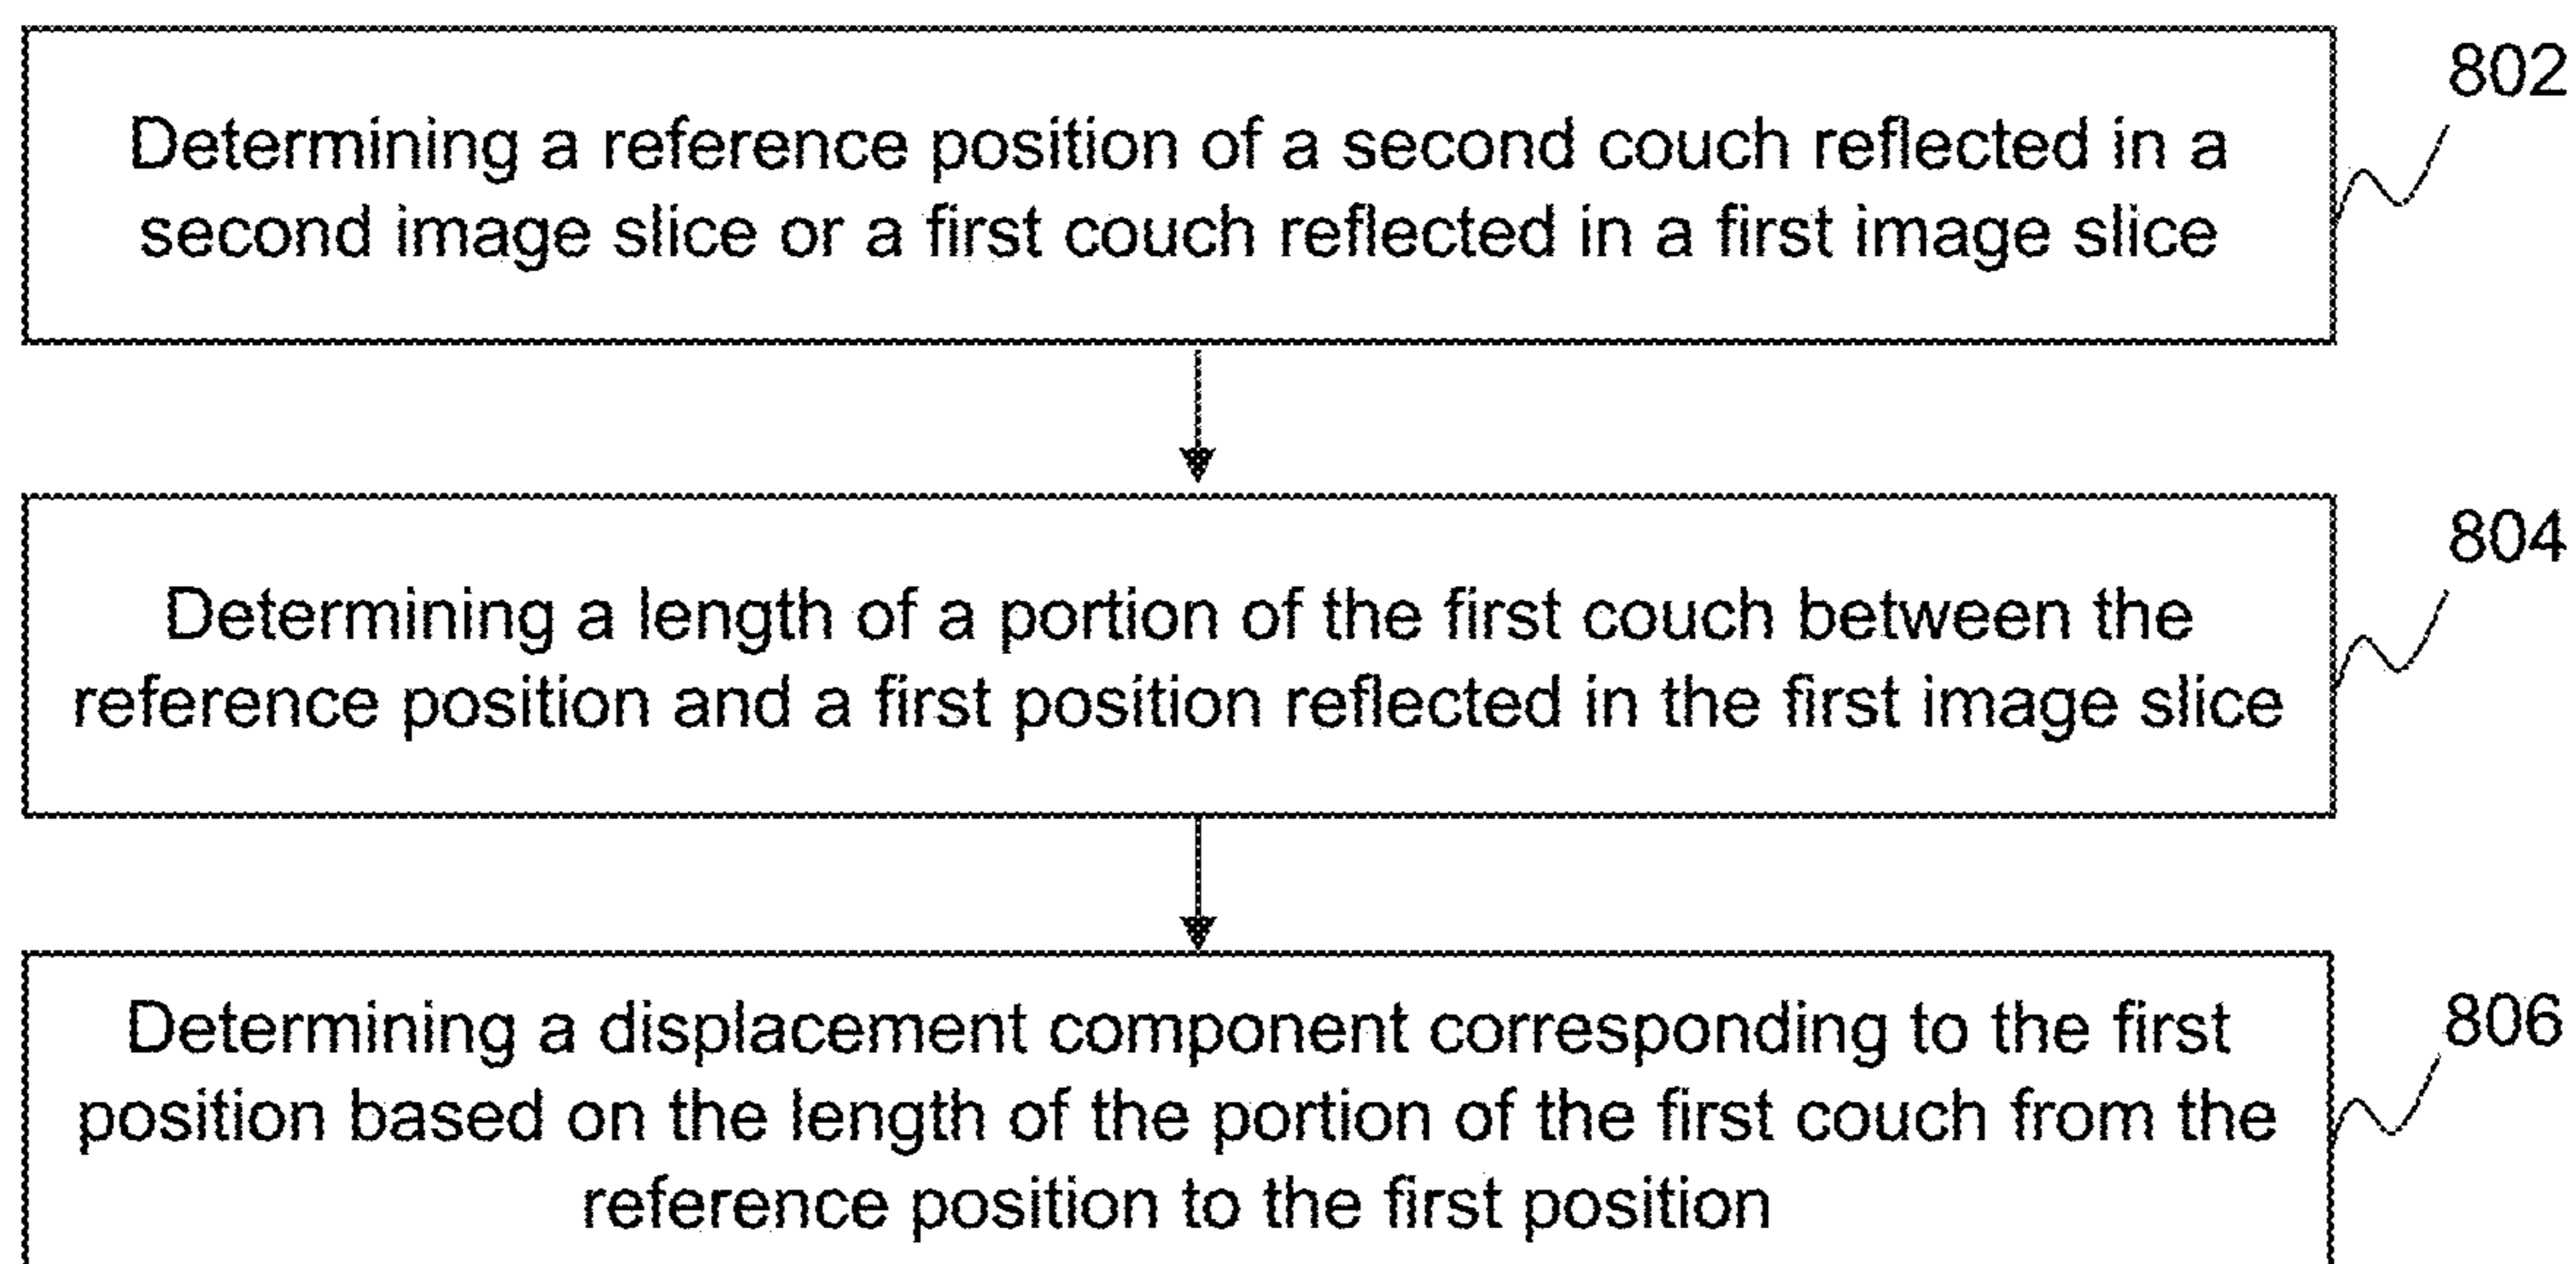 802
Determining a reference position of a second couch reflected in a
second image slice or a first couch reflected in a first image slice
804
Determining a length of a portion of the first couch between the
reference position and a first position reflected in the first image slice
806
Determining a displacement component corresponding to the first
position based on the length of the portion of the first couch from the
reference position to the first position